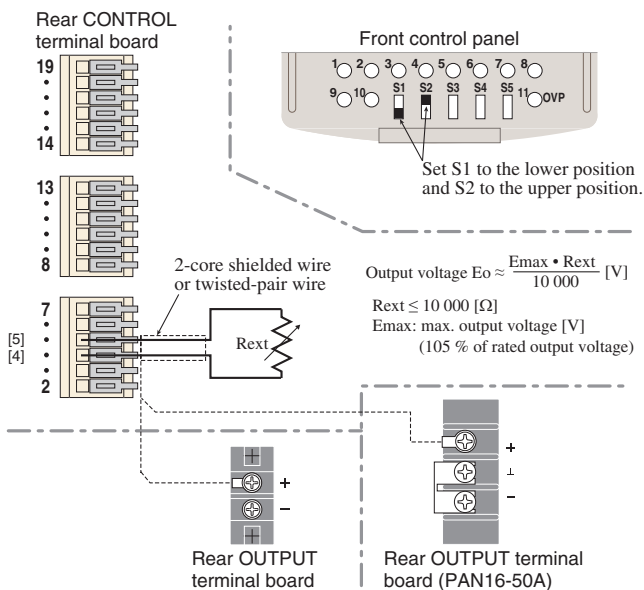 Rear CONTROL
terminal board
19
14
13
8
7
[5]
[4]
2
Front control panel
1 2 3 4 5 6 7 8
9 10 S1 S2 S3 S4 S5 11 OVP
Set S1 to the lower position
and S2 to the upper position.
2-core shielded wire
or twisted-pair wire
Rext
Output voltage Eo ≈ Emax • Rext / 10 000 [V]
Rext ≤ 10 000 [Ω]
Emax: max. output voltage [V]
(105 % of rated output voltage)
+
−
Rear OUTPUT
terminal board
+
⊥
−
Rear OUTPUT terminal
board (PAN16-50A)